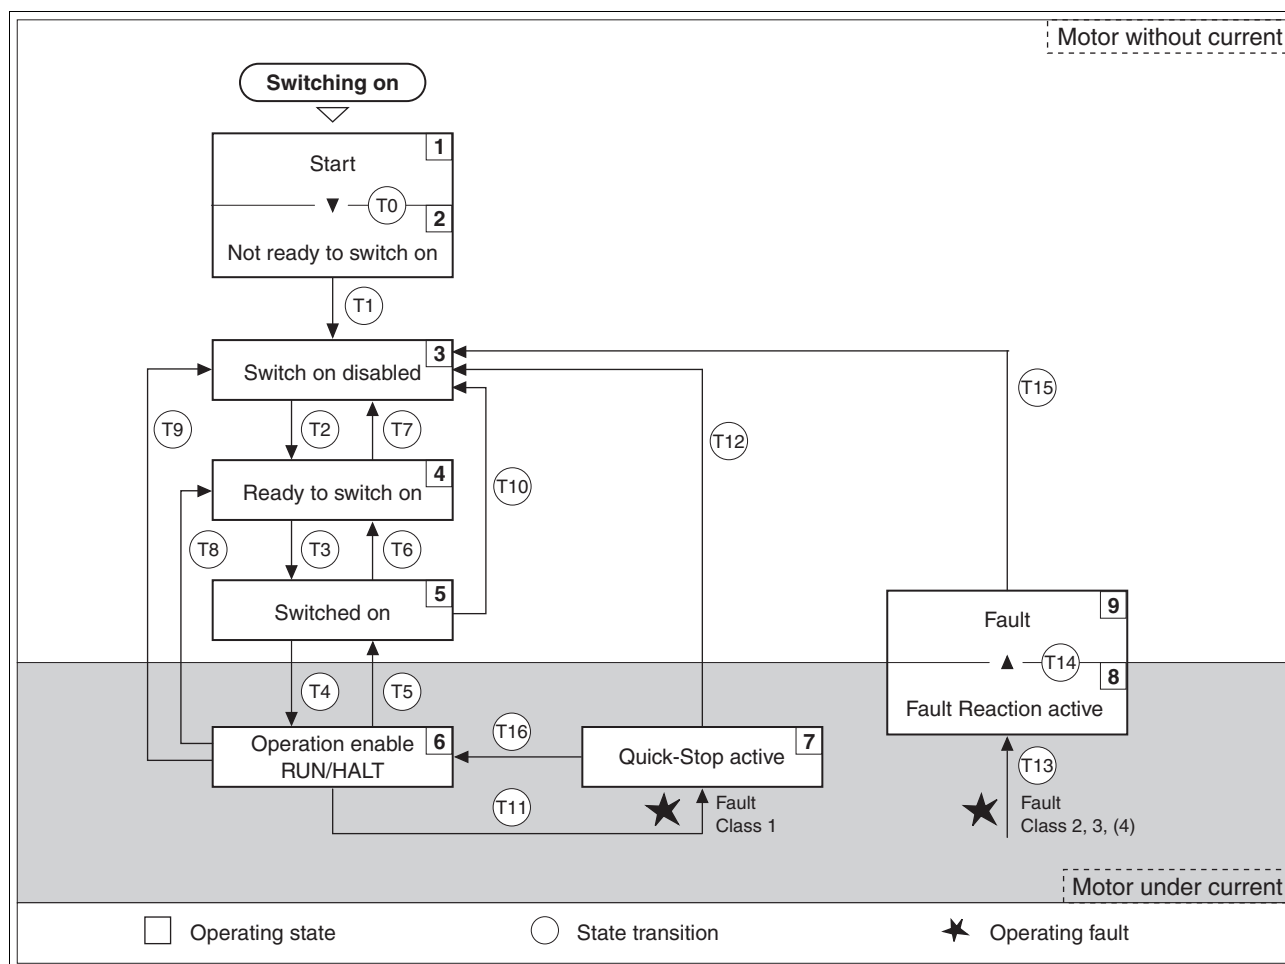 Motor without current
Switching on
1
Start
T0
2
Not ready to switch on
T1
3
Switch on disabled
T15
T9
T2
T7
T12
4
Ready to switch on
T10
T8
T3
T6
5
Switched on
9
Fault
T14
8
Fault Reaction active
T4
T5
T16
Operation enable
RUN/HALT
6
7
Quick-Stop active
T13
T11
Fault
Class 1
Fault
Class 2, 3, (4)
Motor under current
Operating state
State transition
Operating fault